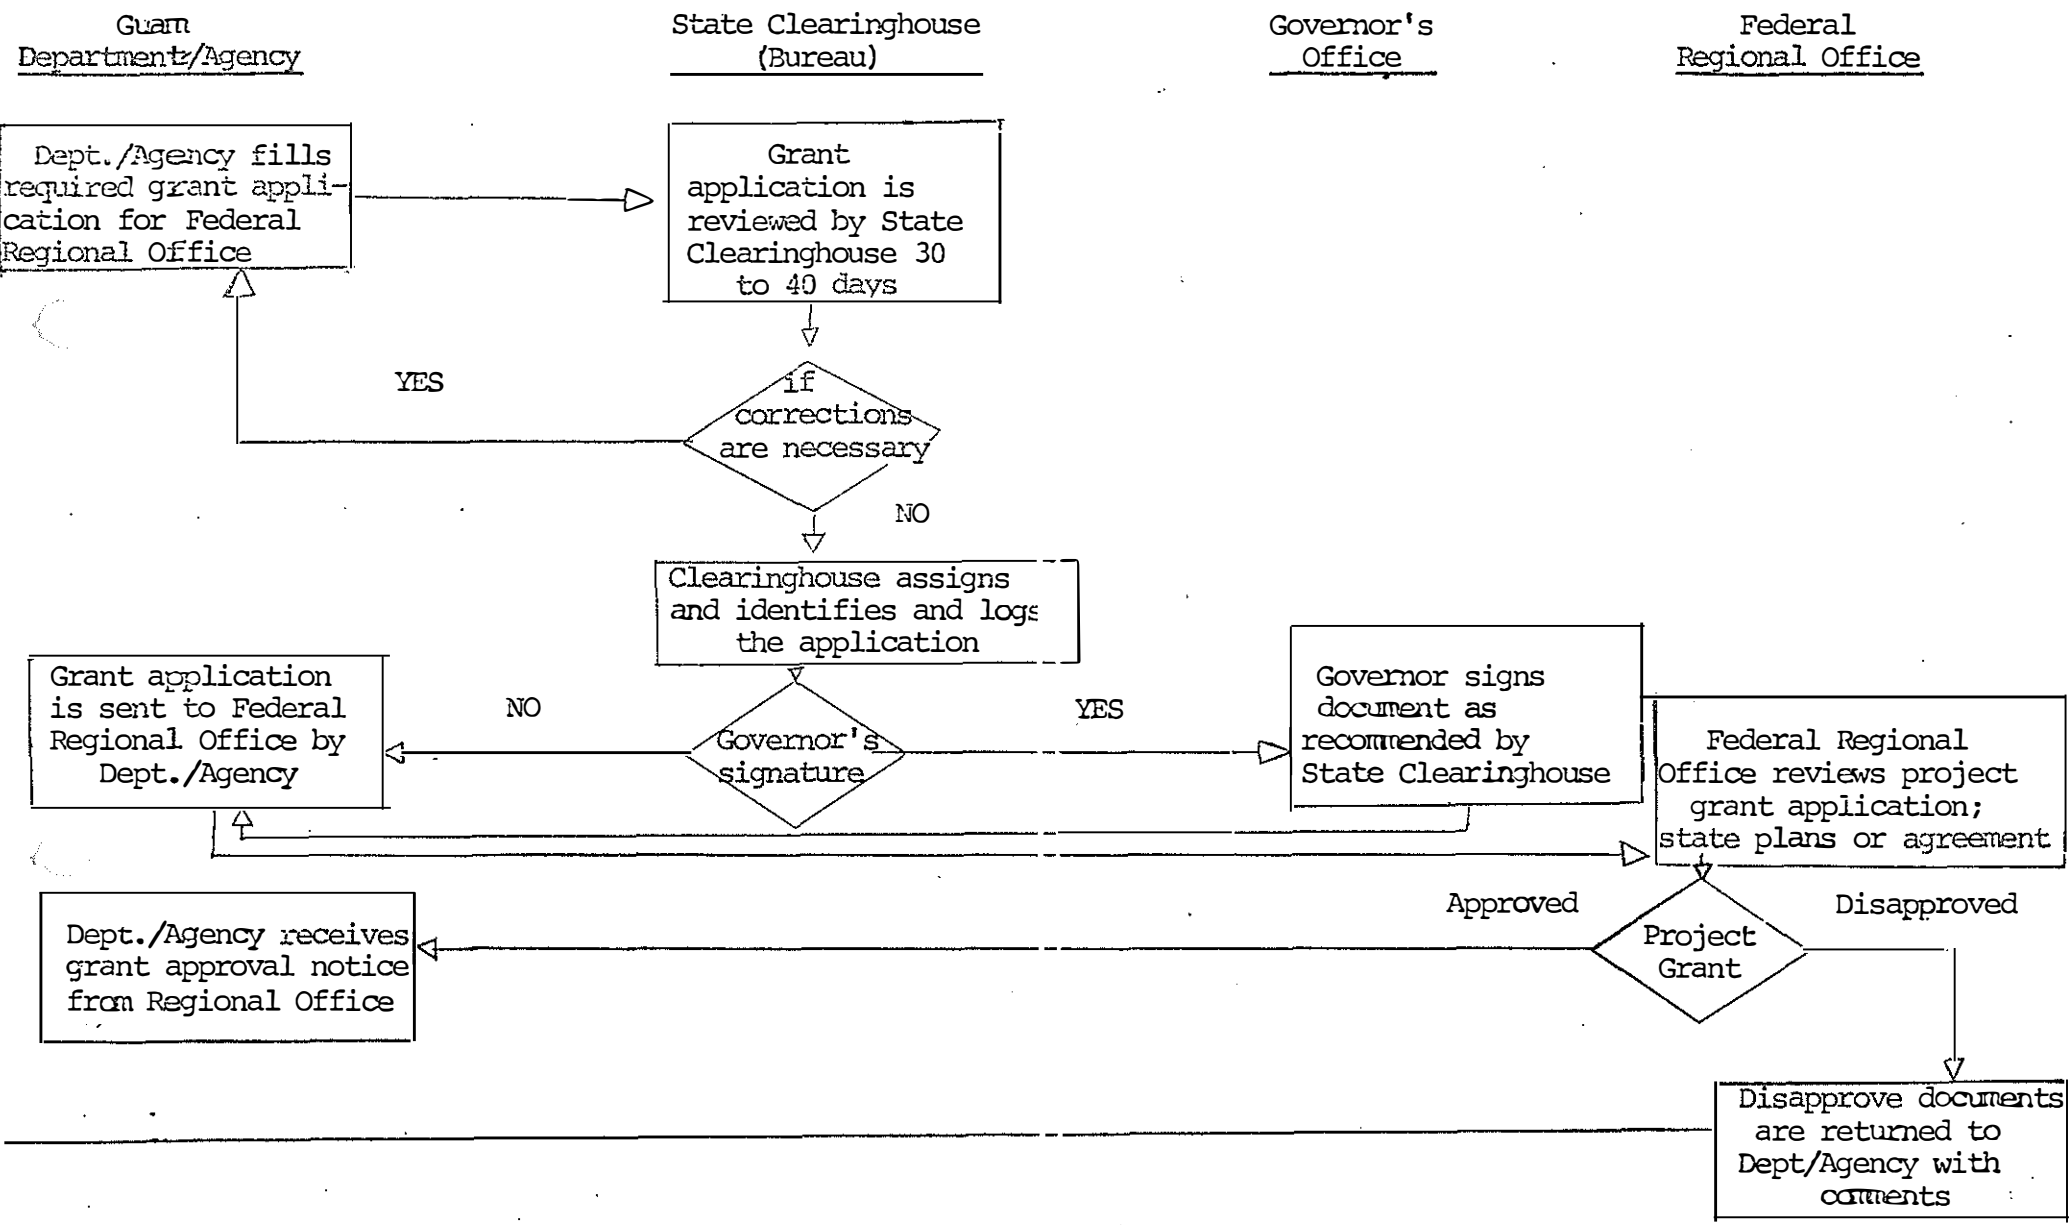 Guam
Department/Agency
State Clearinghouse
(Bureau)
Governor's
Office
Federal
Regional Office
Dept./Agency fills
required grant appli-
cation for Federal
Regional Office
Grant
application is
reviewed by State
Clearinghouse 30
to 40 days
YES
if
corrections
are necessary
NO
Clearinghouse assigns
and identifies and logs
the application
Grant application
is sent to Federal
Regional Office by
Dept./Agency
NO
Governor's
signature
YES
Governor signs
document as
recommended by
State Clearinghouse
Federal Regional
Office reviews project
grant application;
state plans or agreement
Approved
Disapproved
Project
Grant
Dept./Agency receives
grant approval notice
from Regional Office
Disapprove documents
are returned to
Dept/Agency with
comments